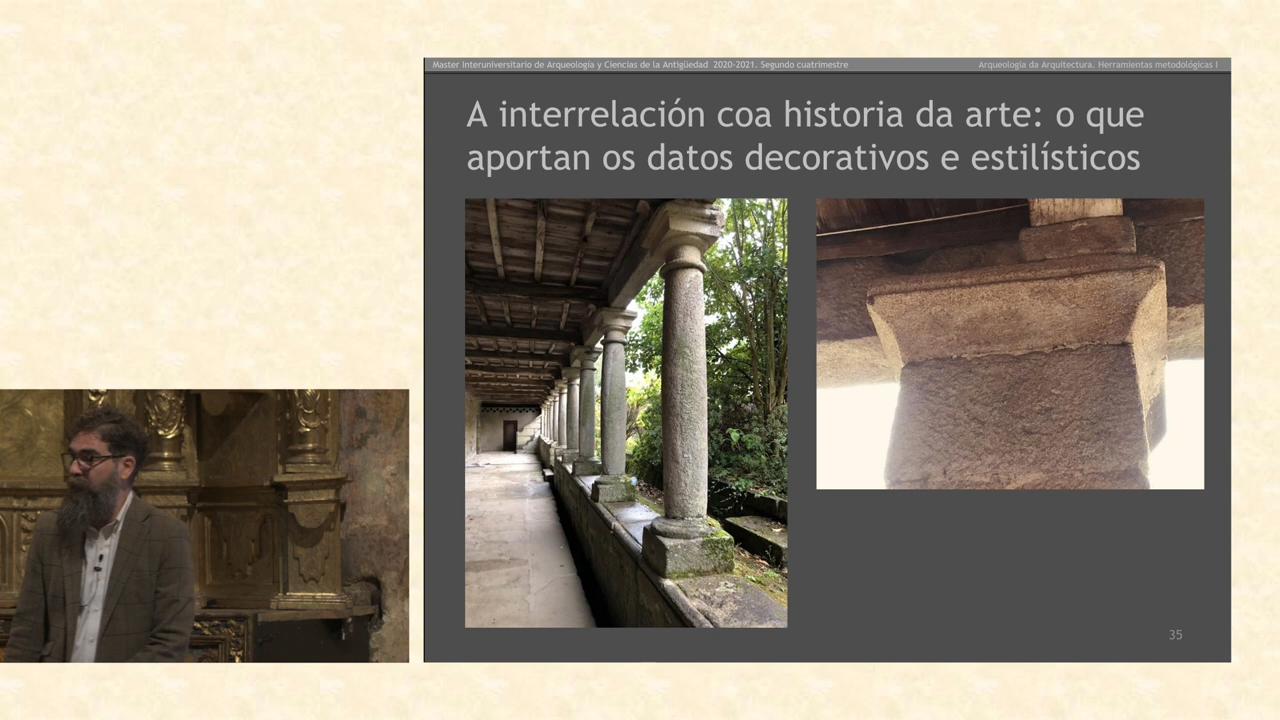 Master Interuniversitario de Arqueología y Ciencias de la Antigüedad 2020-2021. Segundo cuatrimestre
Arqueología da Arquitectura. Herramientas metodológicas I
A interrelación coa historia da arte: o que
aportan os datos decorativos e estilísticos
35